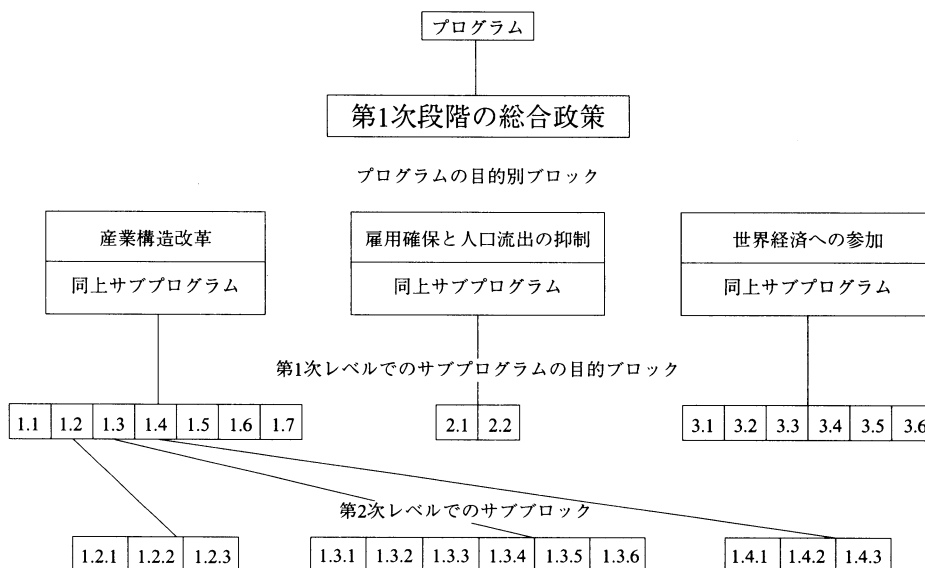 プログラム
第1次段階の総合政策
プログラムの目的別ブロック
産業構造改革
同上サブプログラム
雇用確保と人口流出の抑制
同上サブプログラム
世界経済への参加
同上サブプログラム
第1次レベルでのサブプログラムの目的ブロック
1.1 1.2 1.3 1.4 1.5 1.6 1.7
2.1 2.2
3.1 3.2 3.3 3.4 3.5 3.6
第2次レベルでのサブブロック
1.2.1 1.2.2 1.2.3
1.3.1 1.3.2 1.3.3 1.3.4 1.3.5 1.3.6
1.4.1 1.4.2 1.4.3